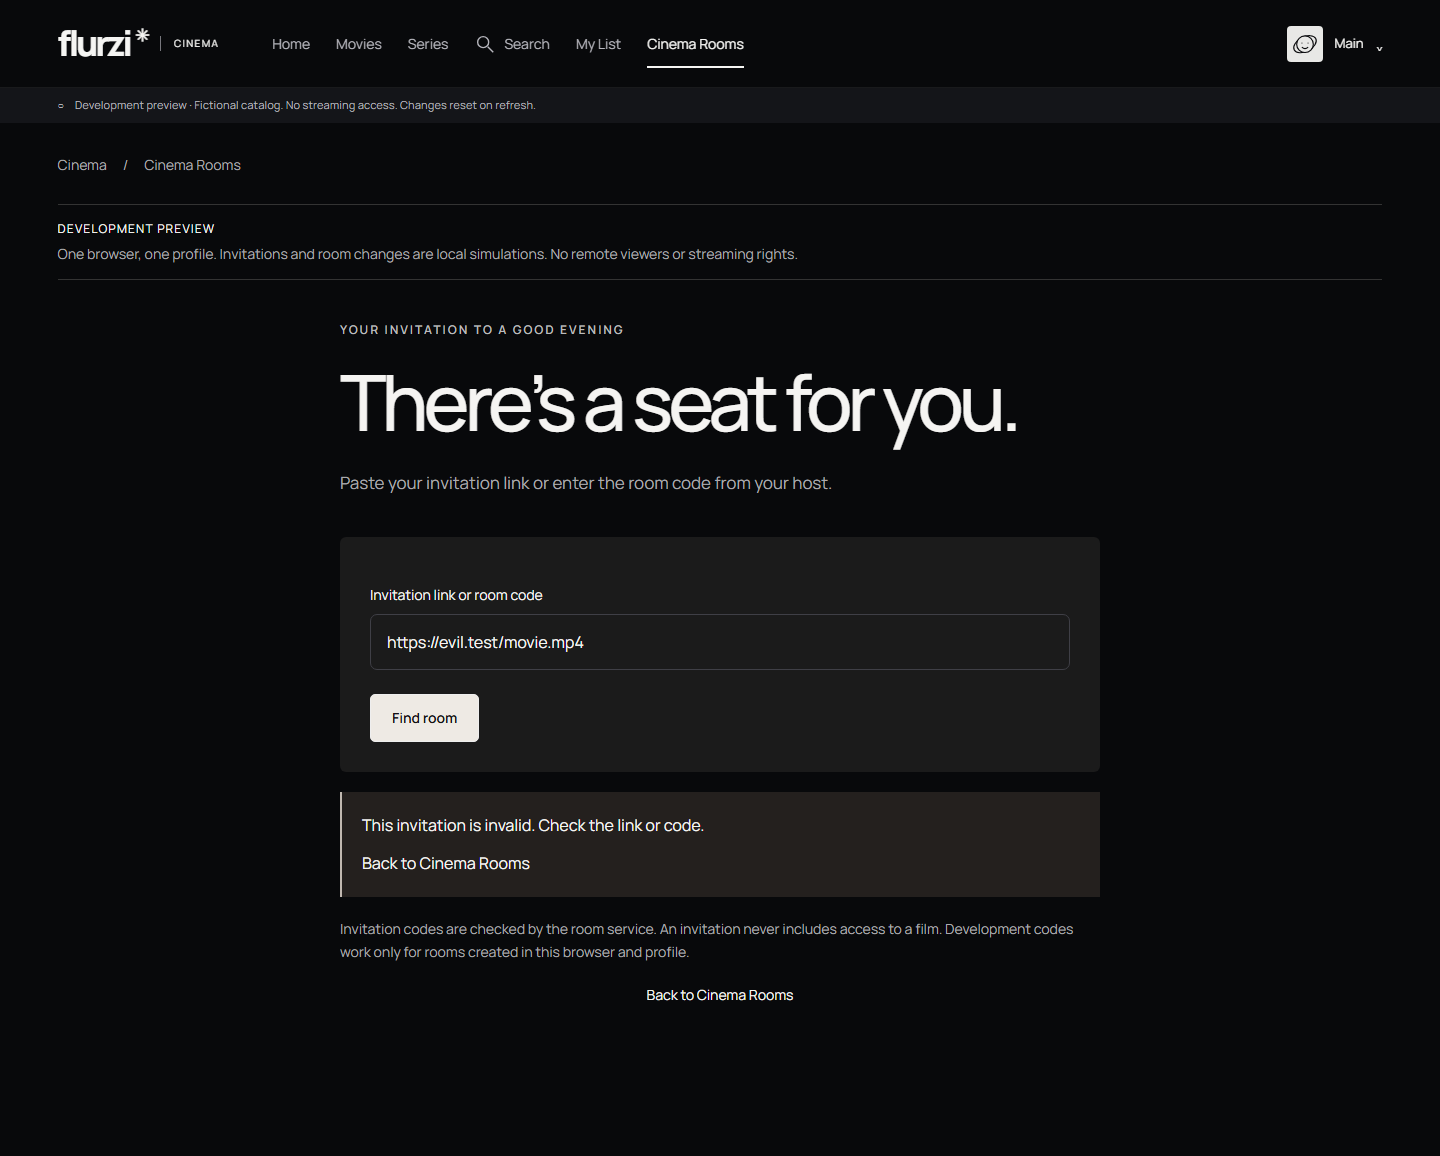 flurzi* CINEMA
Home Movies Series Search My List Cinema Rooms Main
Development preview · Fictional catalog. No streaming access. Changes reset on refresh.
Cinema / Cinema Rooms
DEVELOPMENT PREVIEW
One browser, one profile. Invitations and room changes are local simulations. No remote viewers or streaming rights.
YOUR INVITATION TO A GOOD EVENING
There’s a seat for you.
Paste your invitation link or enter the room code from your host.
Invitation link or room code
https://evil.test/movie.mp4
Find room
This invitation is invalid. Check the link or code.
Back to Cinema Rooms
Invitation codes are checked by the room service. An invitation never includes access to a film. Development codes
work only for rooms created in this browser and profile.
Back to Cinema Rooms